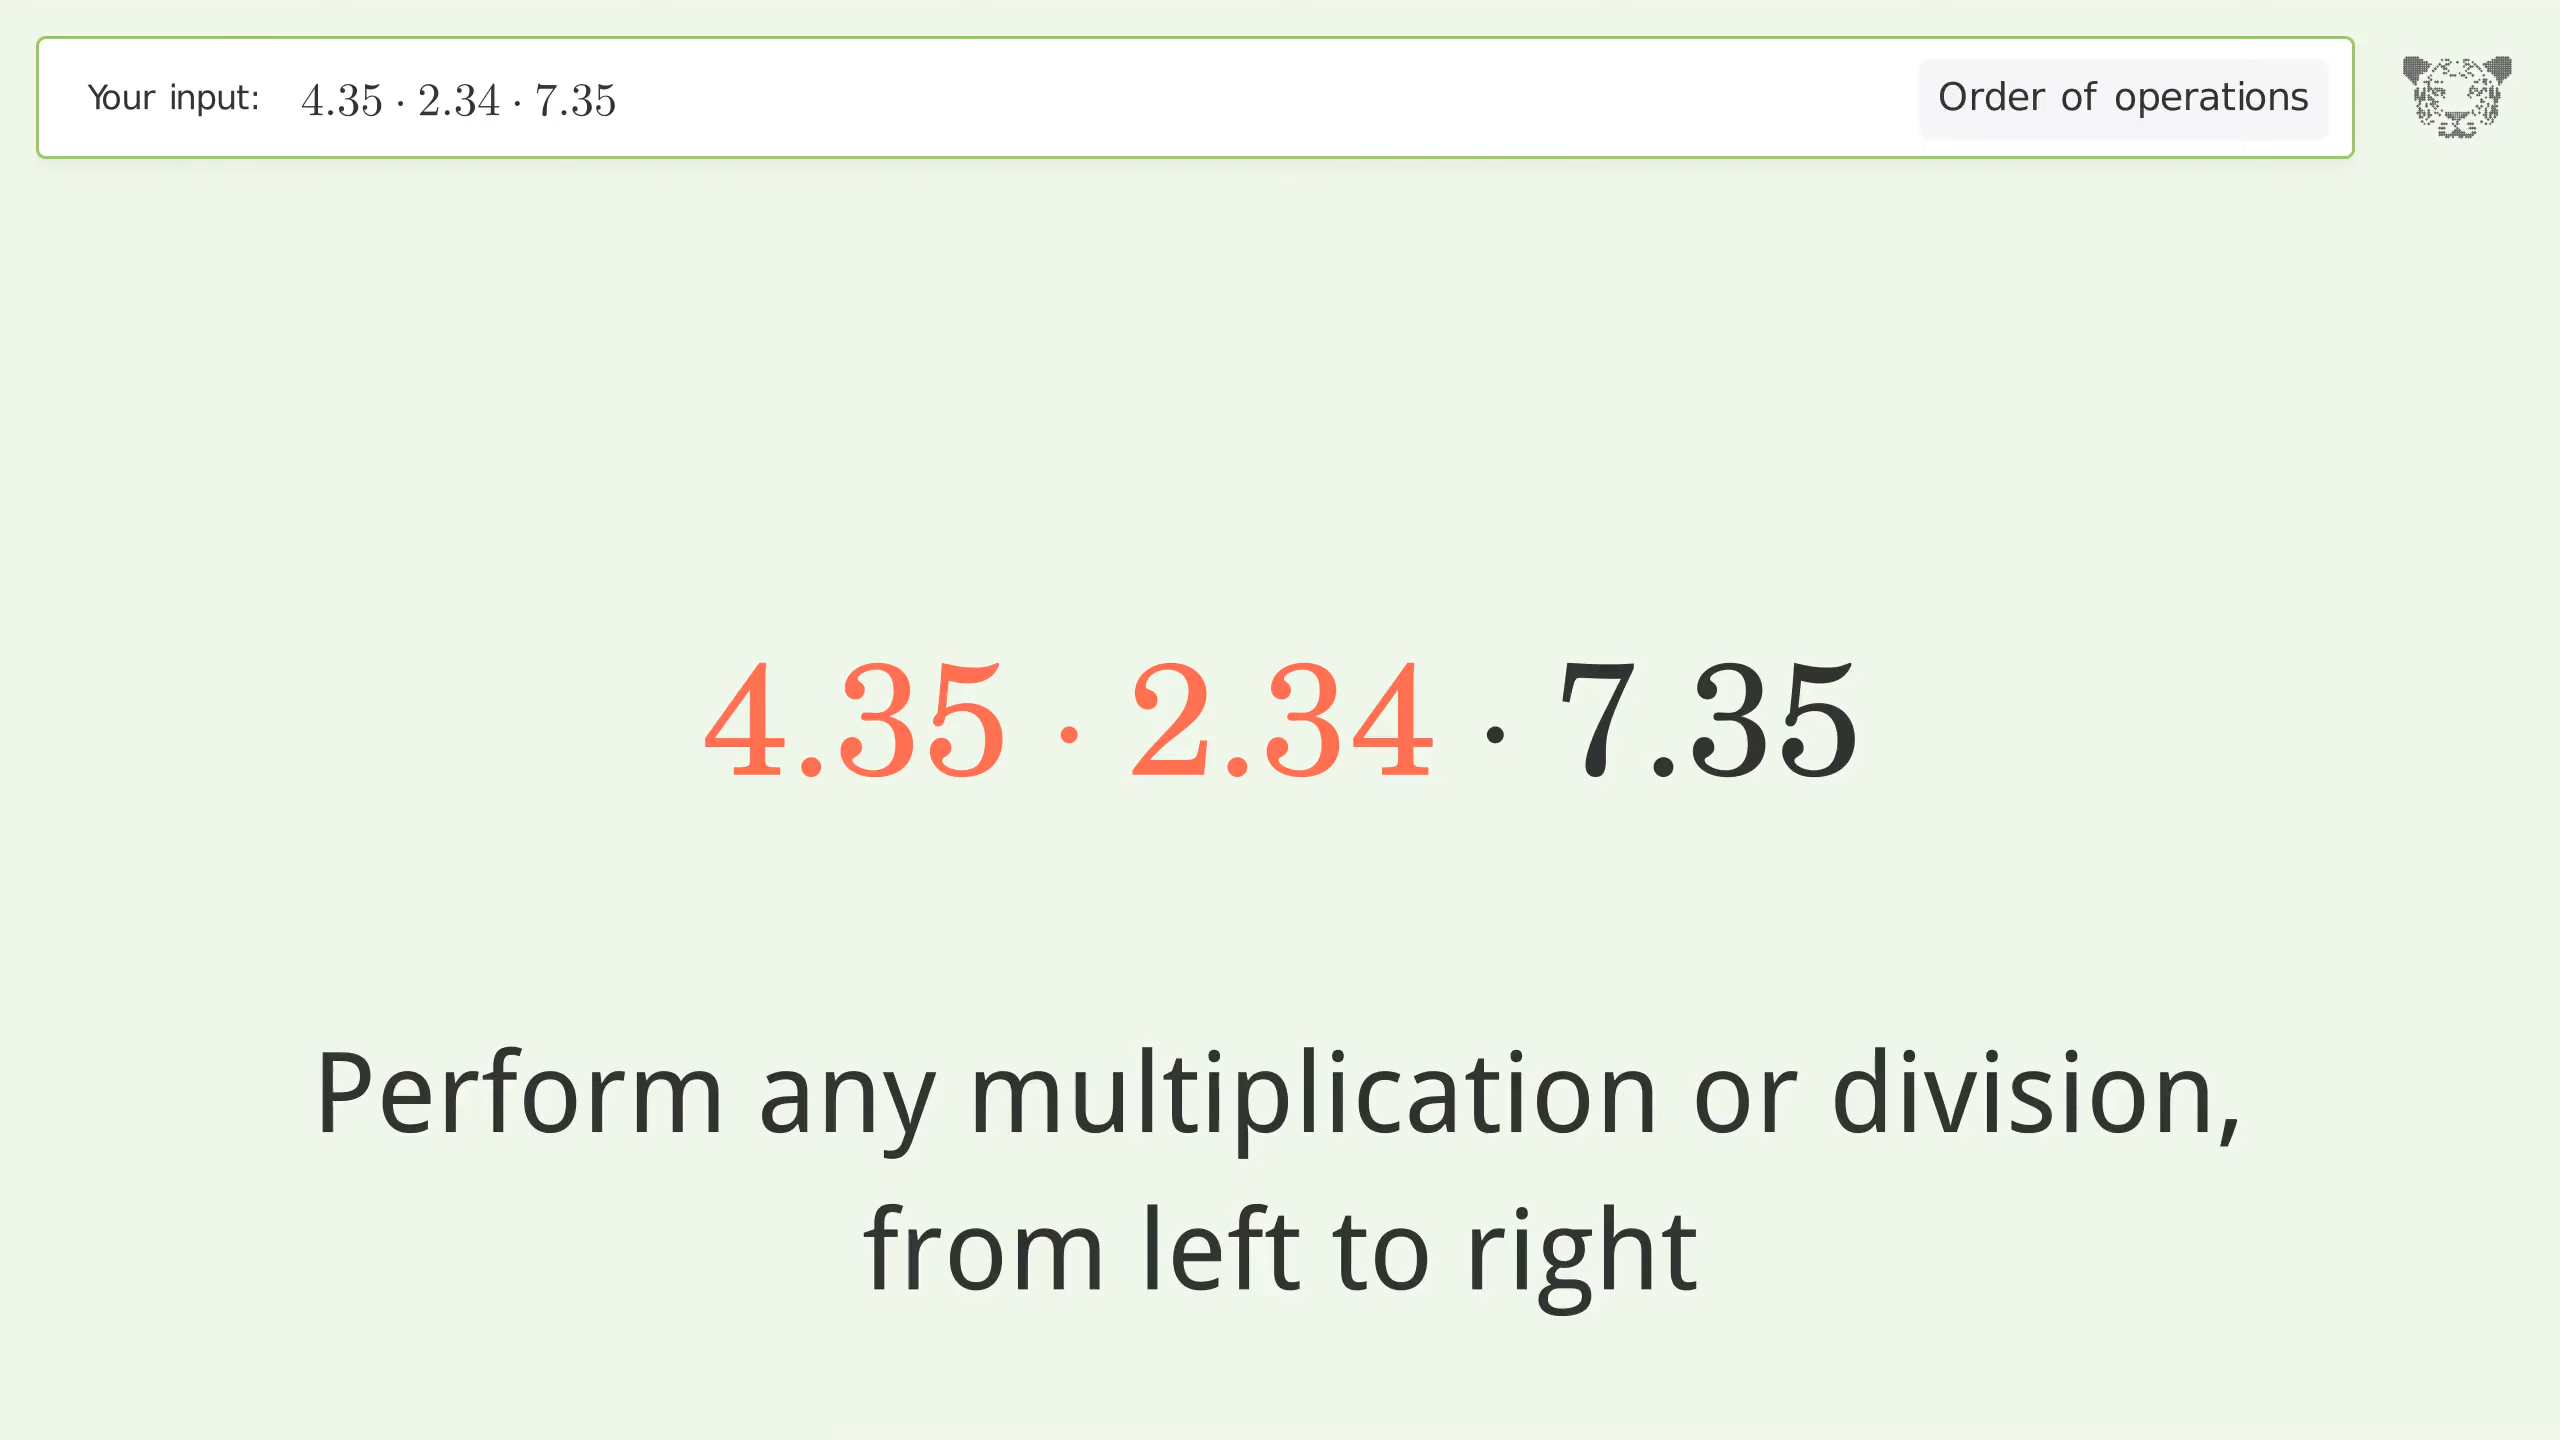 Your input: 4.35 · 2.34 · 7.35
Order of operations
4.35 · 2.34 · 7.35
Perform any multiplication or division,
from left to right